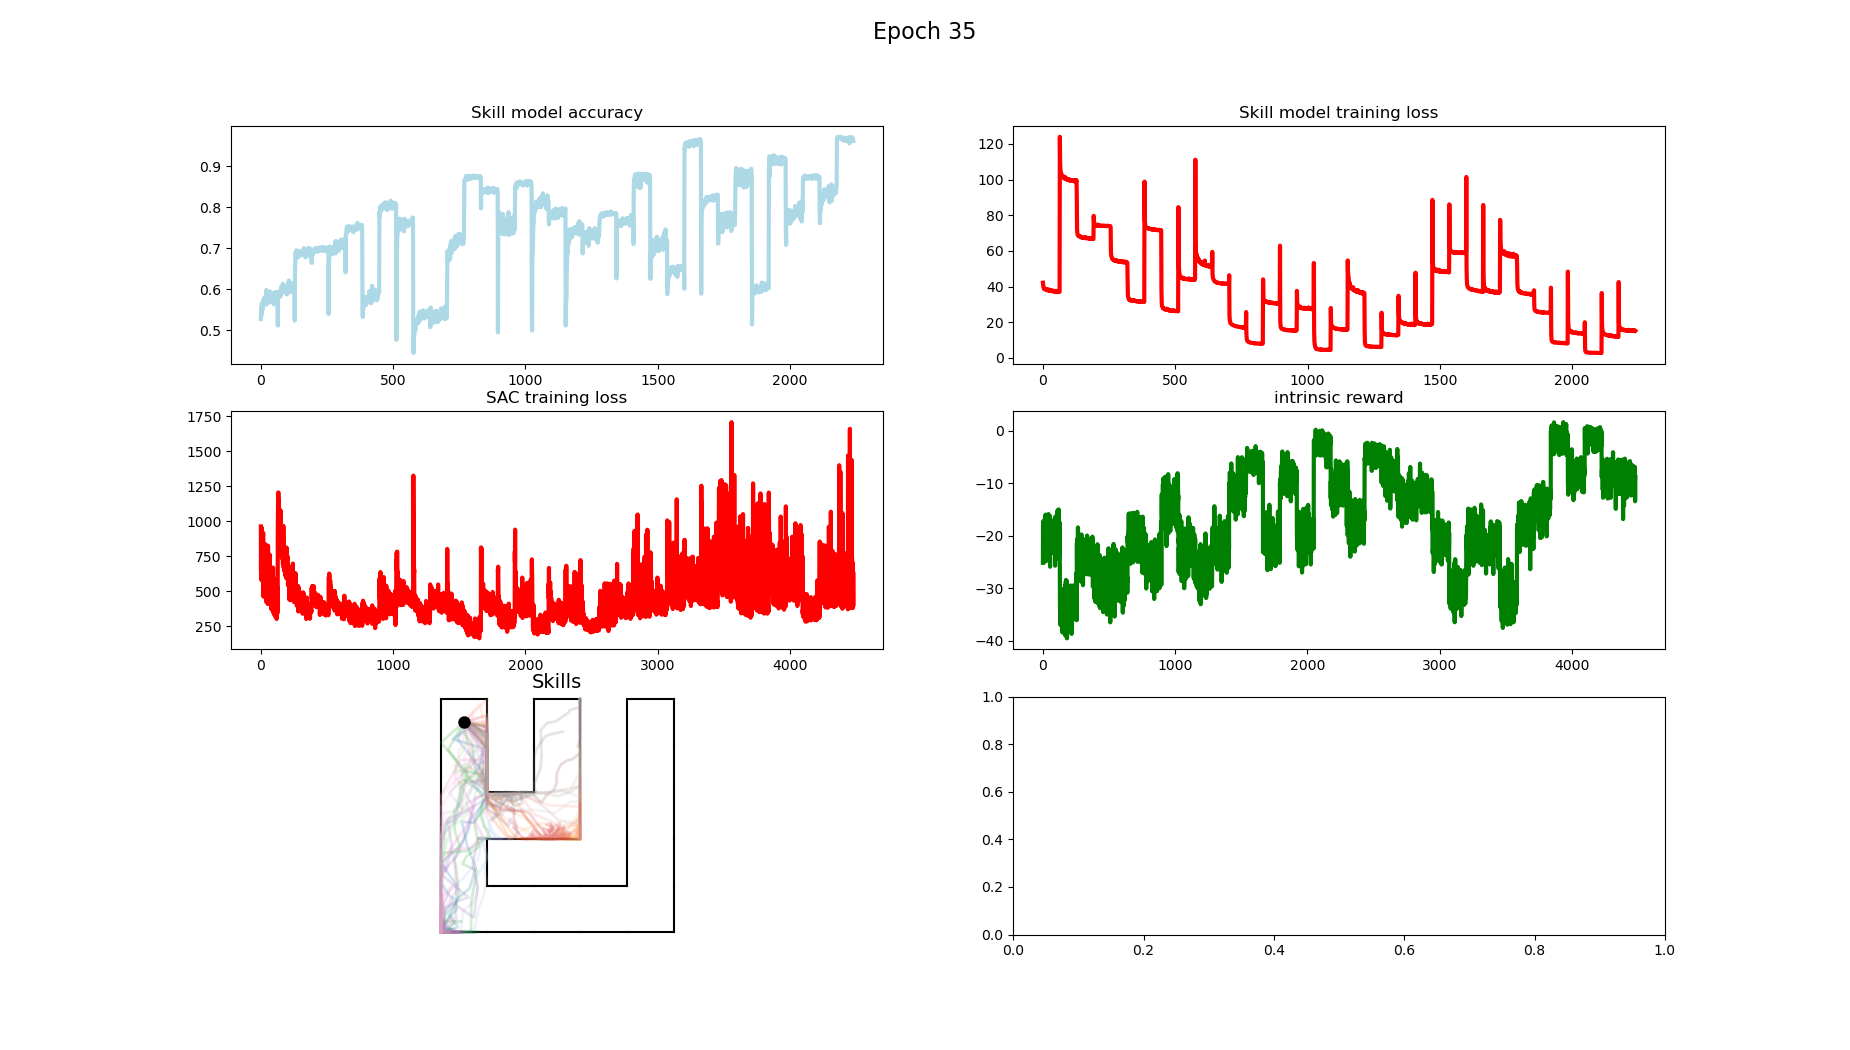 Epoch 35
Skill model accuracy
0.9
0.8
0.7
0.6
0.5
0 500 1000 1500 2000
Skill model training loss
120
100
80
60
40
20
0
0 500 1000 1500 2000
SAC training loss
1750
1500
1250
1000
750
500
250
0 1000 2000 3000 4000
intrinsic reward
0
−10
−20
−30
−40
0 1000 2000 3000 4000
Skills
1.0
0.8
0.6
0.4
0.2
0.0
0.0 0.2 0.4 0.6 0.8 1.0